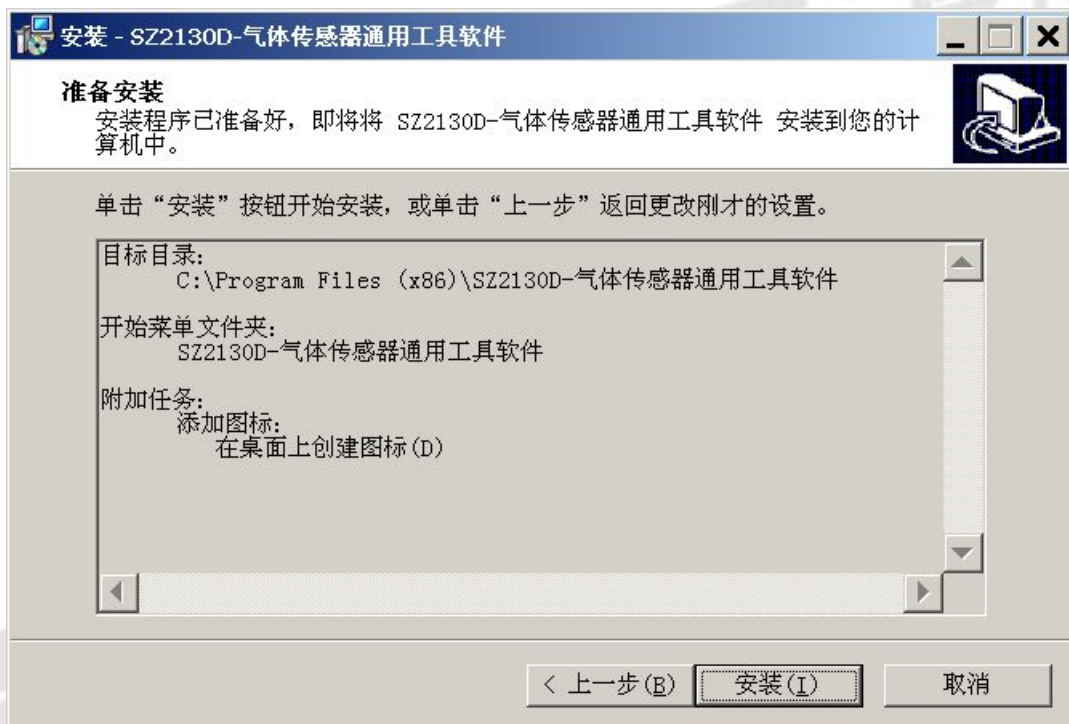 安装 - SZ2130D-气体传感器通用工具软件
准备安装
安装程序已准备好，即将将 SZ2130D-气体传感器通用工具软件 安装到您的计
算机中。
单击“安装”按钮开始安装，或单击“上一步”返回更改刚才的设置。
目标目录：
C:\Program Files (x86)\SZ2130D-气体传感器通用工具软件
开始菜单文件夹：
SZ2130D-气体传感器通用工具软件
附加任务：
添加图标：
在桌面上创建图标(D)
< 上一步(B) 安装(I) 取消